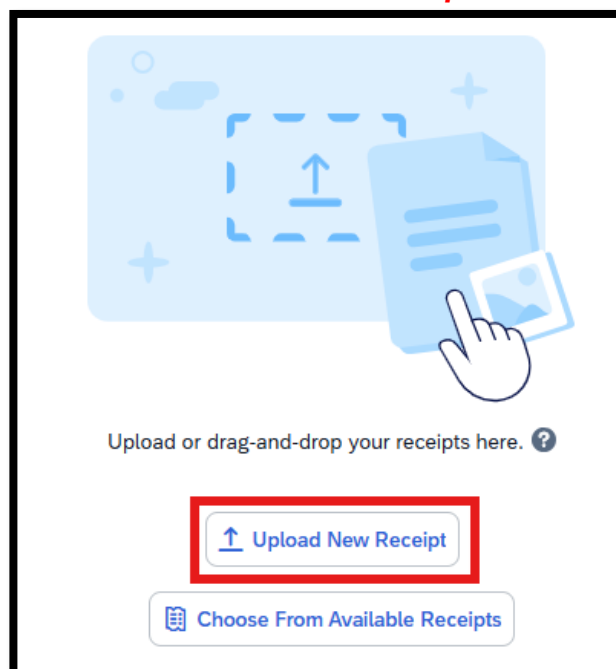 Upload or drag-and-drop your receipts here.
Upload New Receipt
Choose From Available Receipts